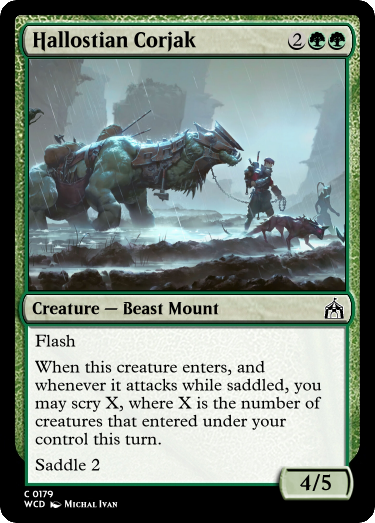 Hallostian Corjak 2
Creature — Beast Mount
Flash
When this creature enters, and
whenever it attacks while saddled, you
may scry X, where X is the number of
creatures that entered under your
control this turn.
Saddle 2
4/5
C 0179
WCD Michal Ivan